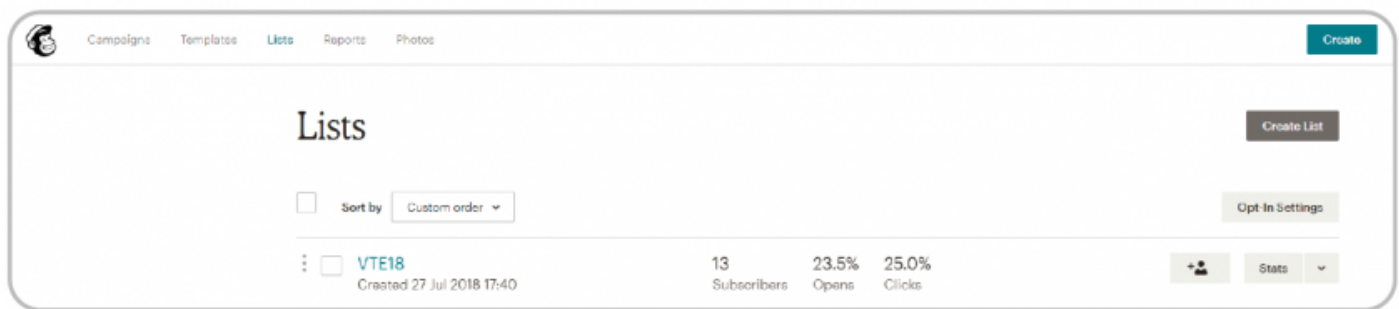 Campaigns Templates Lists Reports Photos Create
Lists Create List
Sort by Custom order Opt-In Settings
VTE18 13 23.5% 25.0% Stats
Created 27 Jul 2018 17:40 Subscribers Opens Clicks